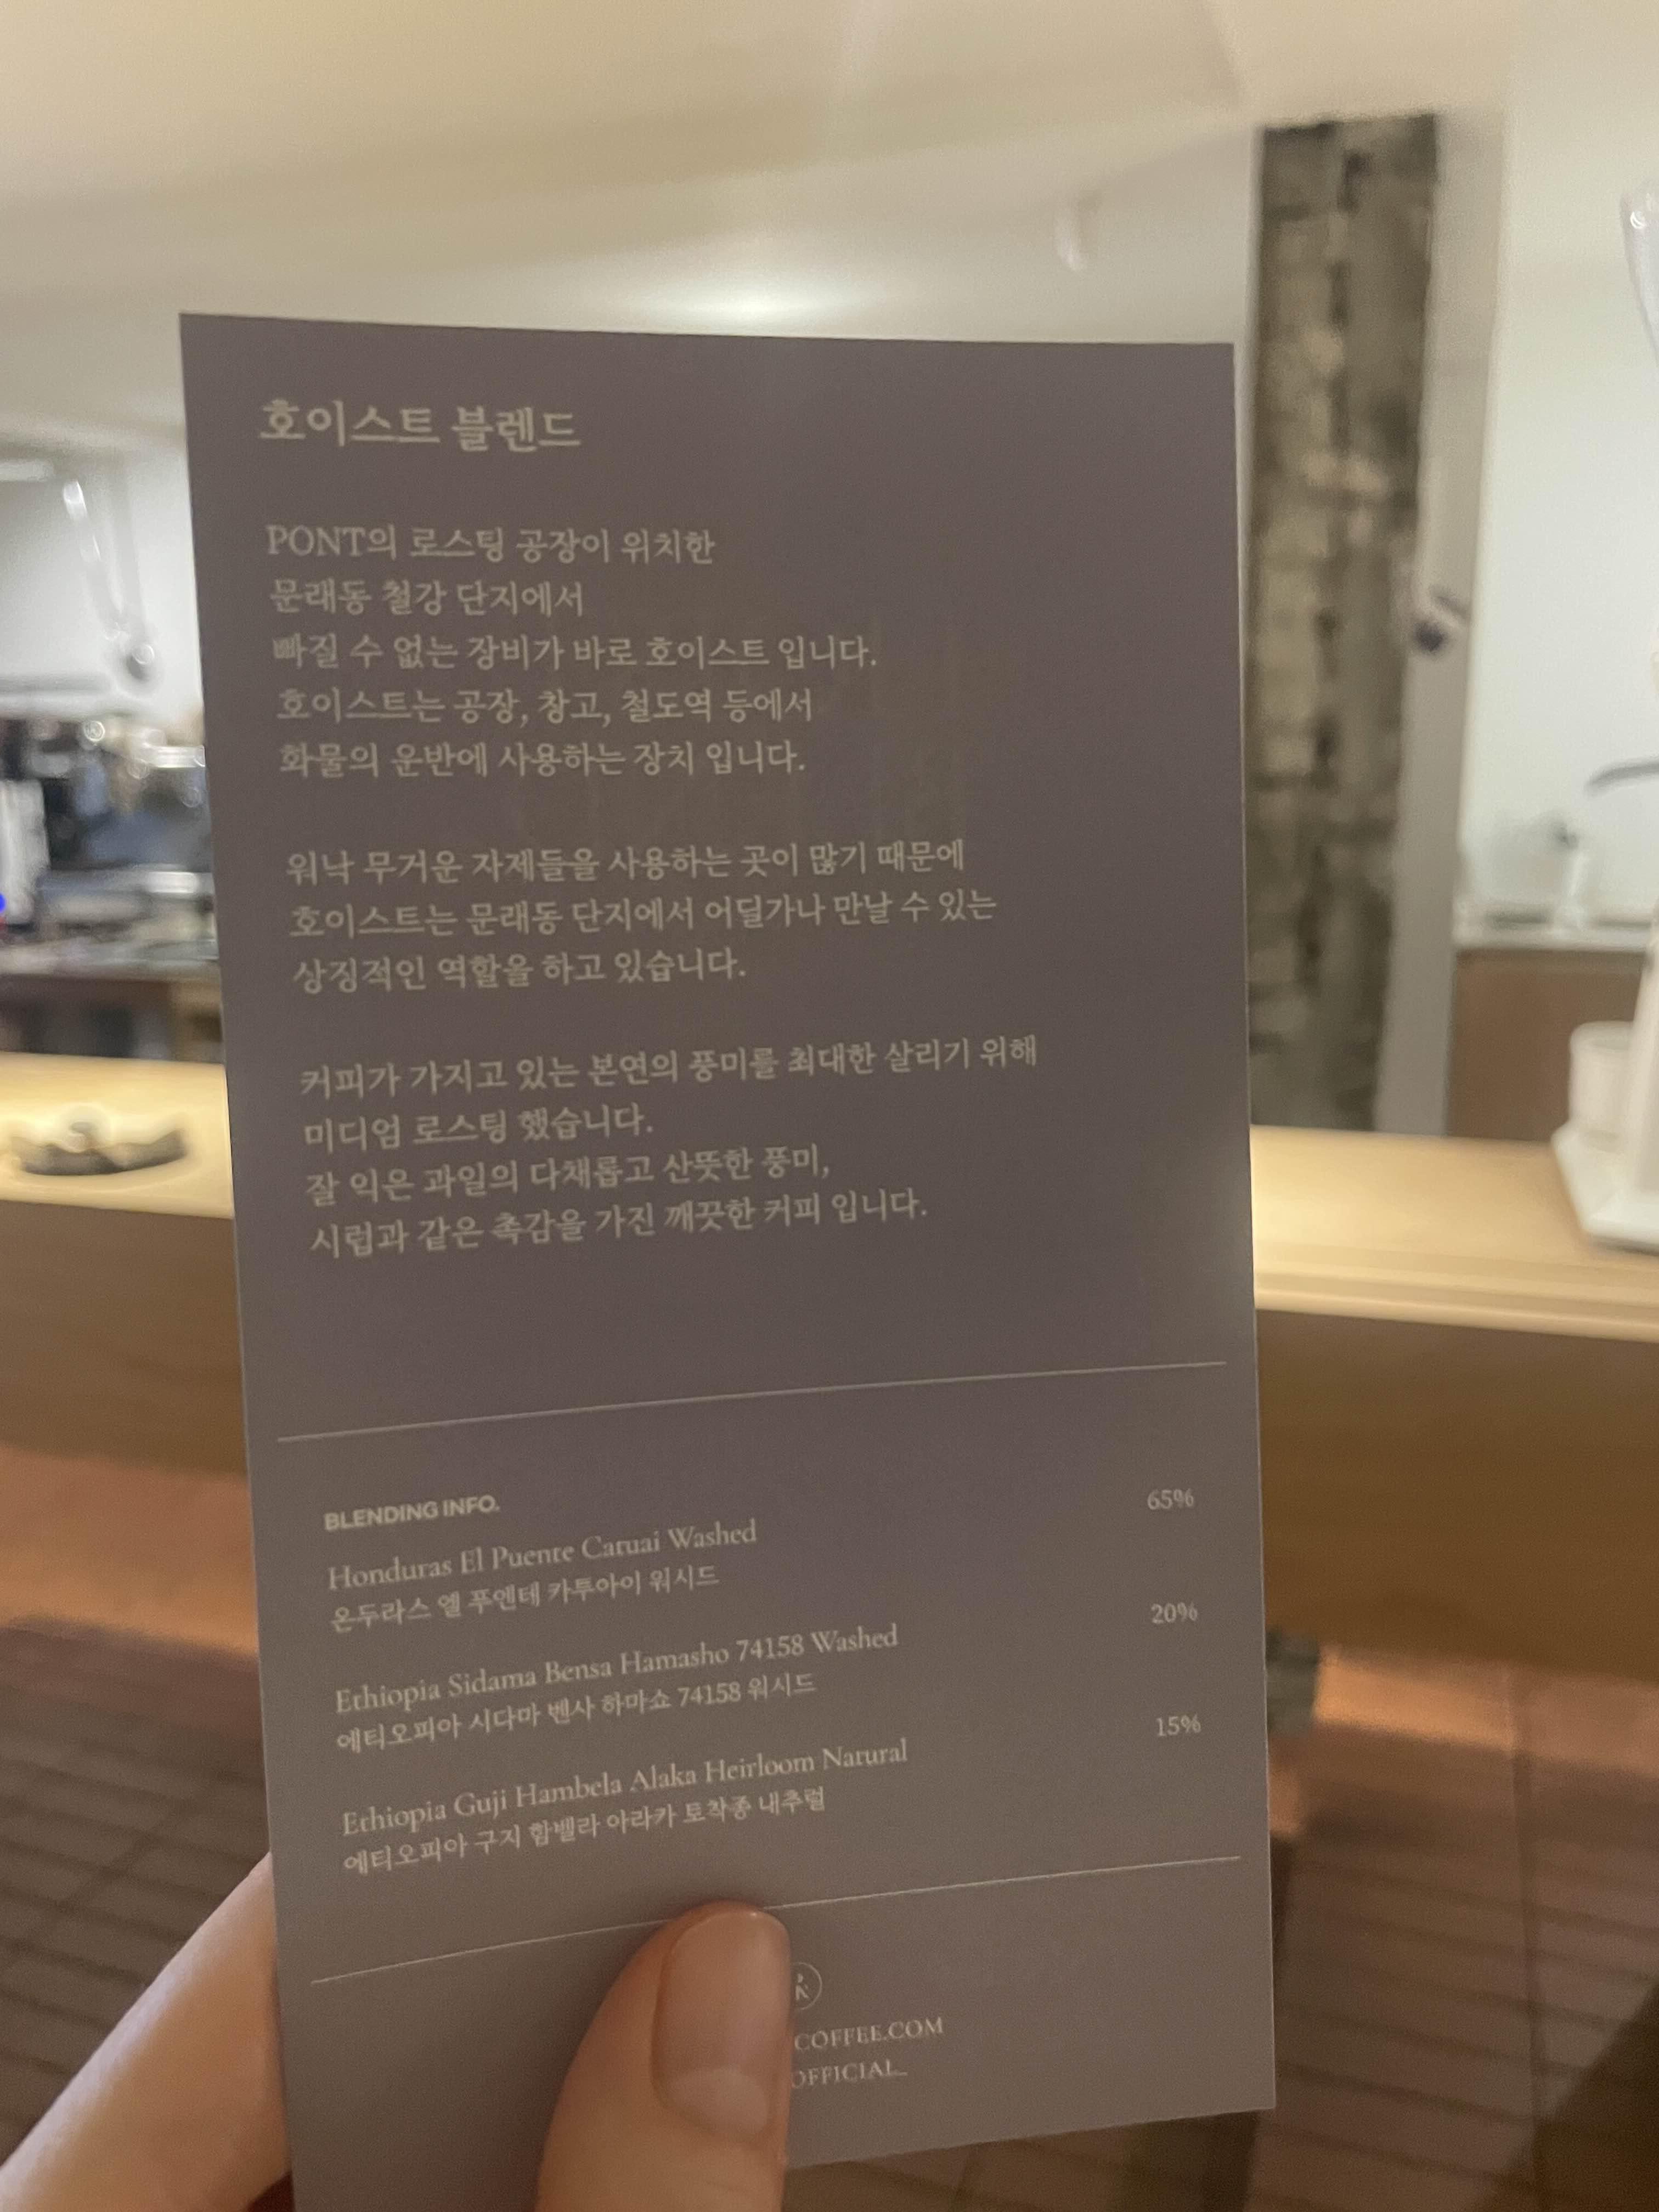 호이스트 블렌드
PONT의 로스팅 공장이 위치한
문래동 철강 단지에서
빠질 수 없는 장비가 바로 호이스트 입니다.
호이스트는 공장, 창고, 철도역 등에서
화물의 운반에 사용하는 장치 입니다.
워낙 무거운 자제들을 사용하는 곳이 많기 때문에
호이스트는 문래동 단지에서 어딜가나 만날 수 있는
상징적인 역할을 하고 있습니다.
커피가 가지고 있는 본연의 풍미를 최대한 살리기 위해
미디엄 로스팅 했습니다.
잘 익은 과일의 다채롭고 산뜻한 풍미,
시럽과 같은 촉감을 가진 깨끗한 커피 입니다.
BLENDING INFO.
Honduras El Puente Catuai Washed 65%
온두라스 엘 푸엔테 카투아이 워시드
Ethiopia Sidama Bensa Hamasho 74158 Washed 20%
에티오피아 시다마 벤사 하마쇼 74158 워시드
Ethiopia Guji Hambela Alaka Heirloom Natural 15%
에티오피아 구지 함벨라 아라카 토착종 내추럴
COFFEE.COM
OFFICIAL_